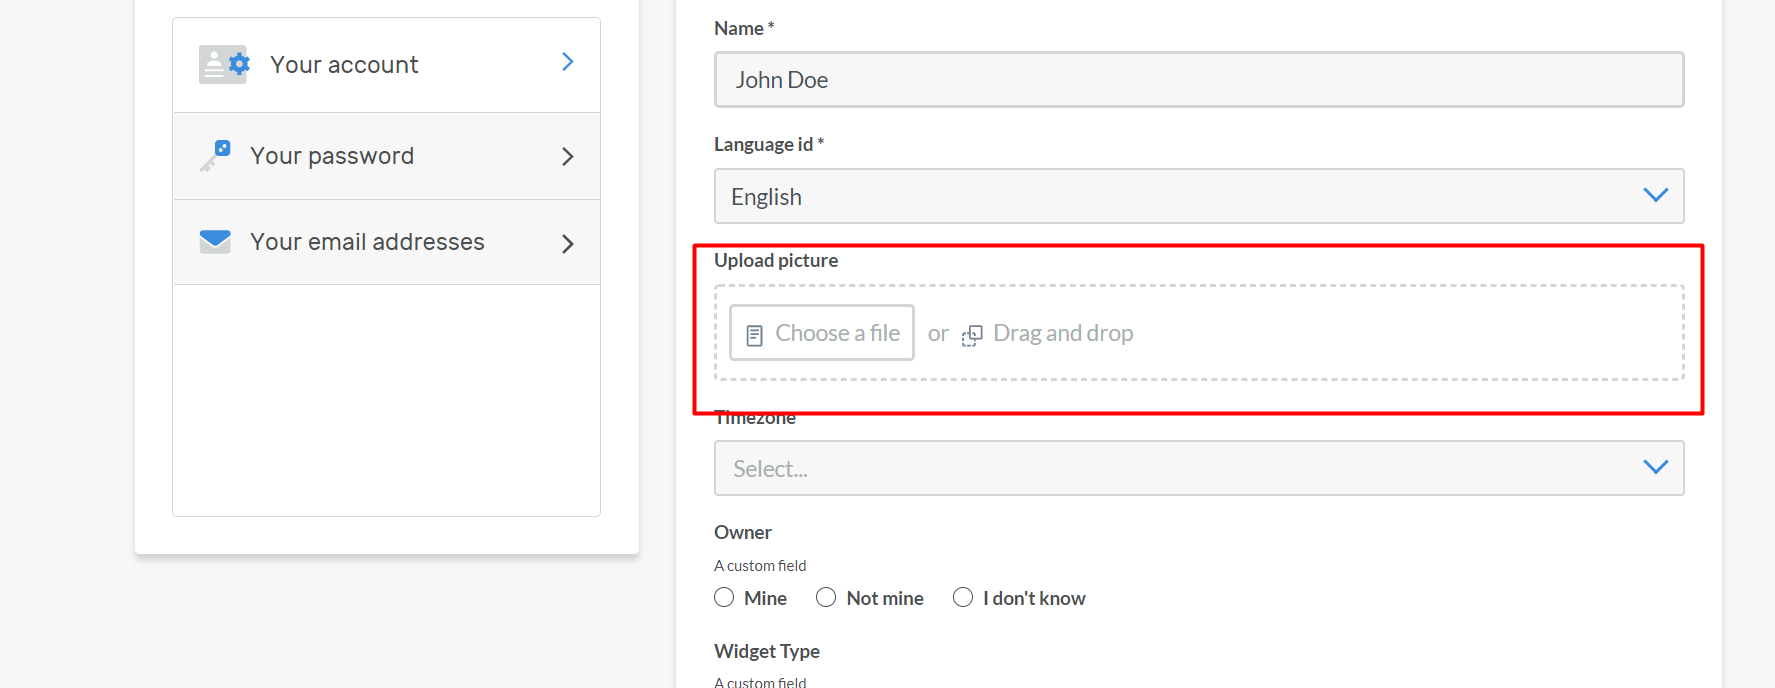 Your account
Your password
Your email addresses
Name *
John Doe
Language id *
English
Upload picture
Choose a file or Drag and drop
Timezone
Select...
Owner
A custom field
Mine Not mine I don't know
Widget Type
A custom field